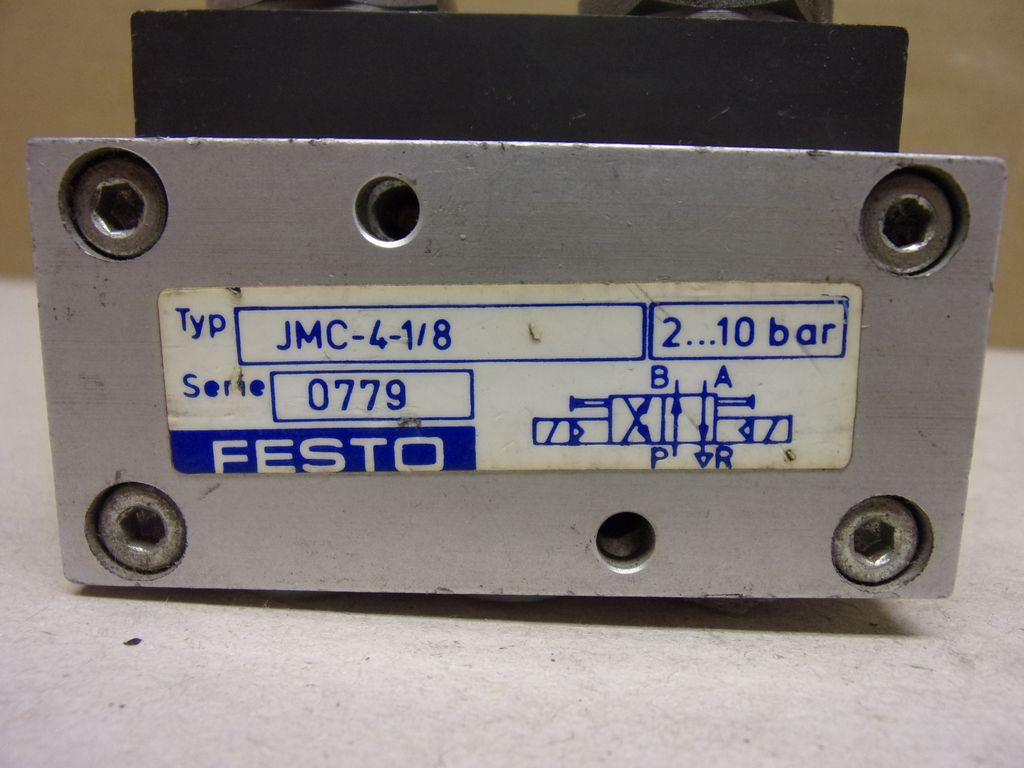 Typ JMC-4-1/8 2...10 bar
Serie 0779
B A
FESTO
P R